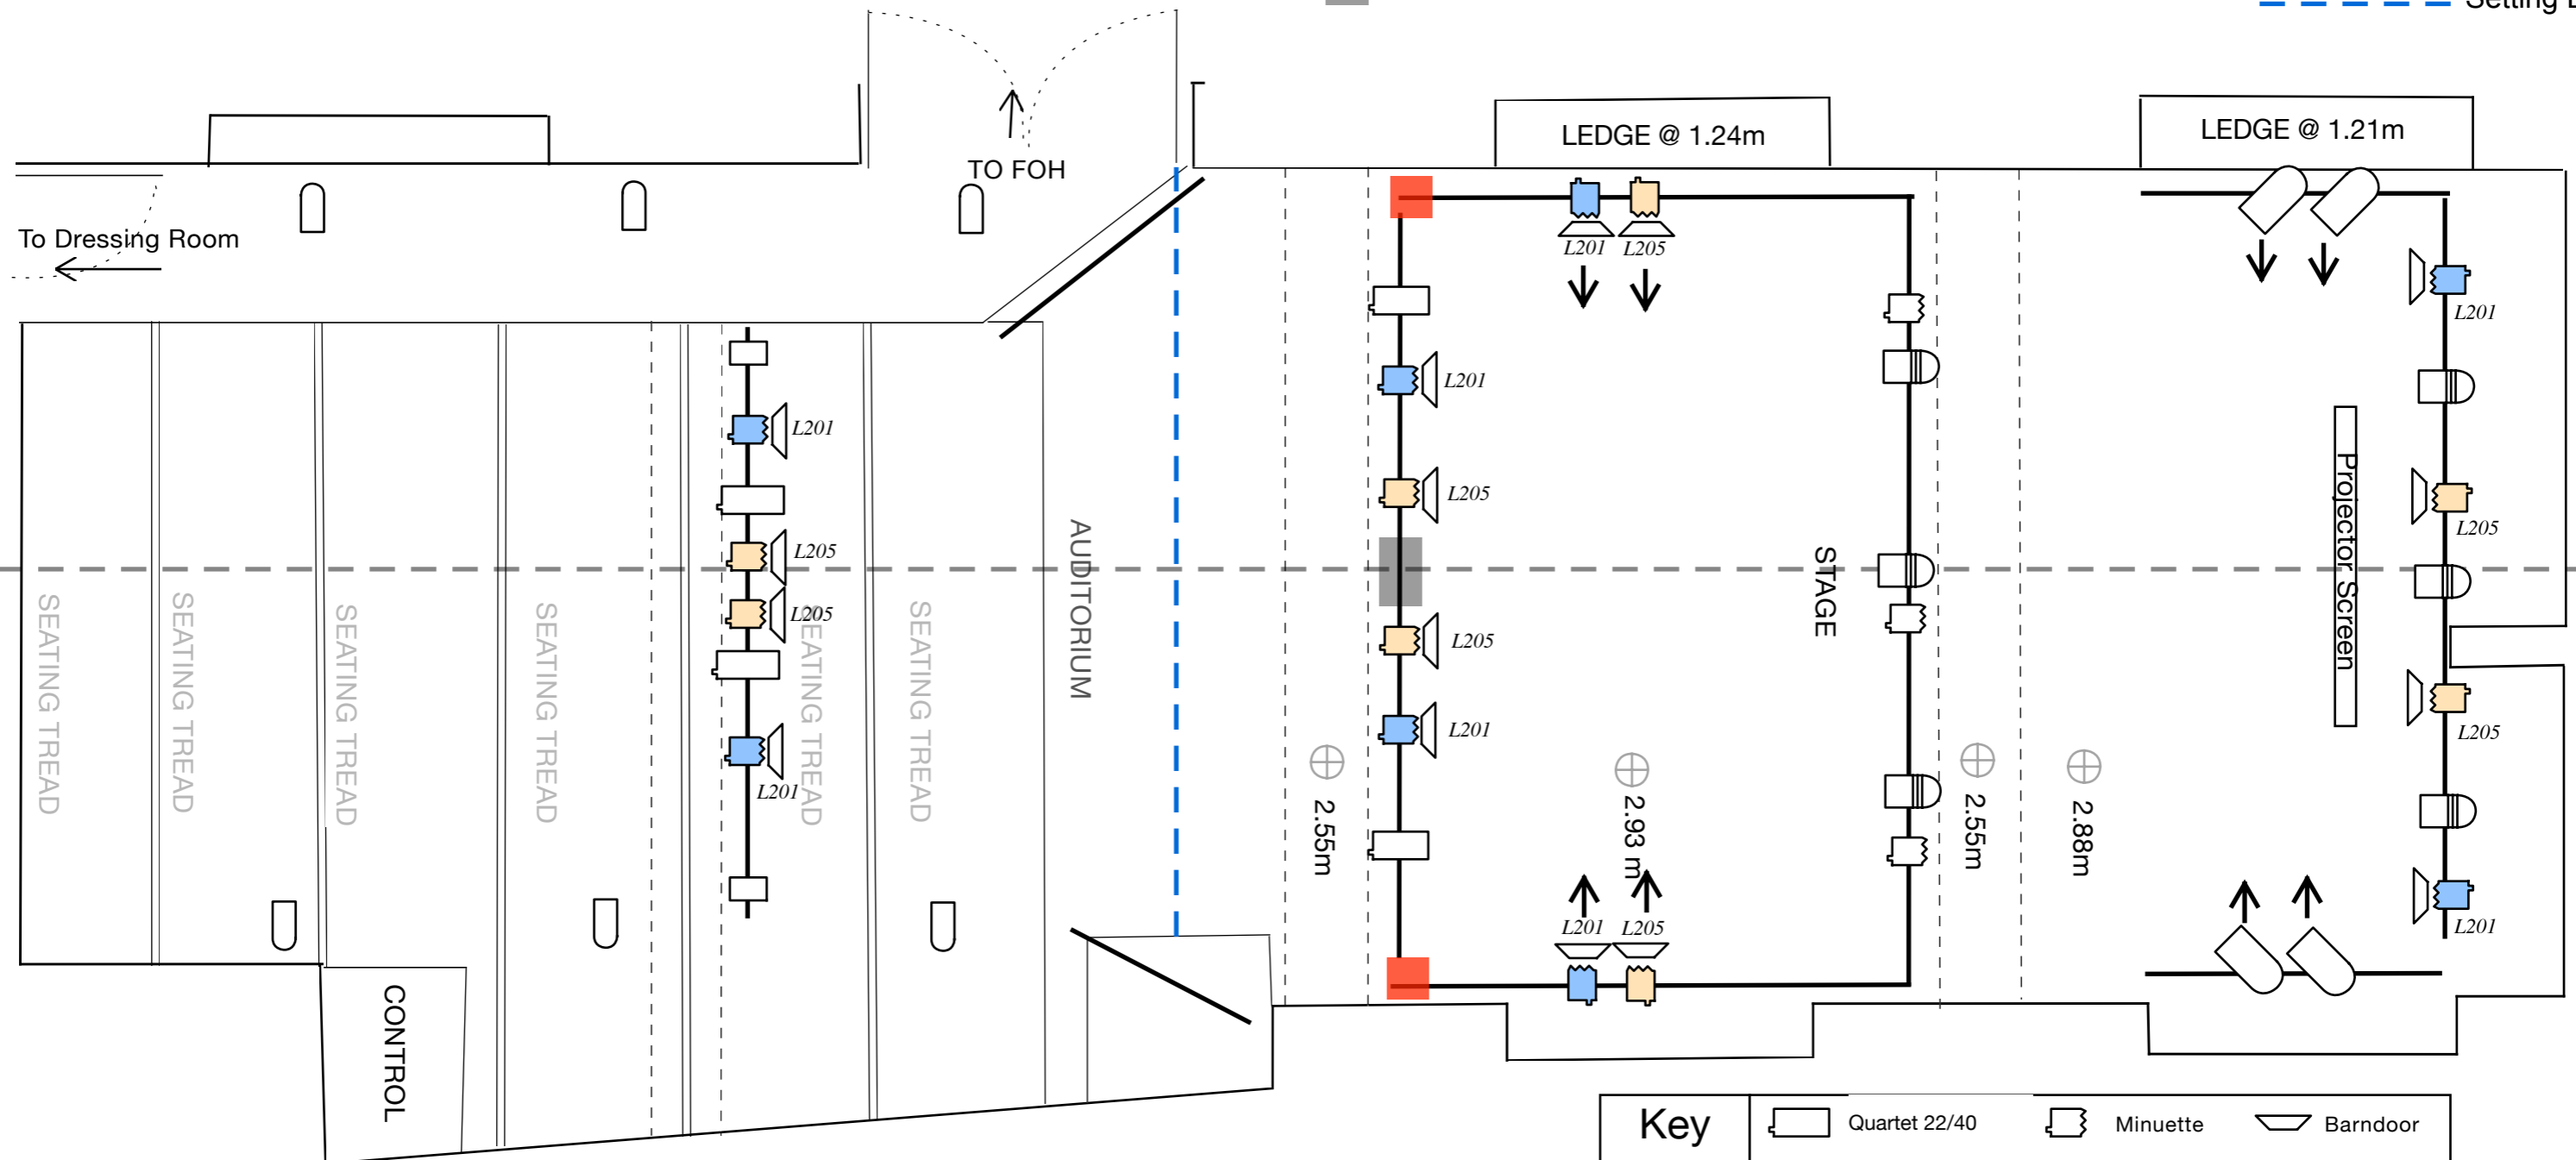 Setting
LEDGE @ 1.24m
LEDGE @ 1.21m
TO FOH
To Dressing Room
L201
L205
L201
L201
L201
L205
L205
L205
L205
L205
L201
L201
L205
L201
L201
L205
AUDITORIUM
STAGE
Projector Screen
SEATING TREAD
SEATING TREAD
SEATING TREAD
SEATING TREAD
SEATING TREAD
SEATING TREAD
2.55m
2.93 m
2.55m
2.88m
CONTROL
Key
Quartet 22/40
Minuette
Barndoor